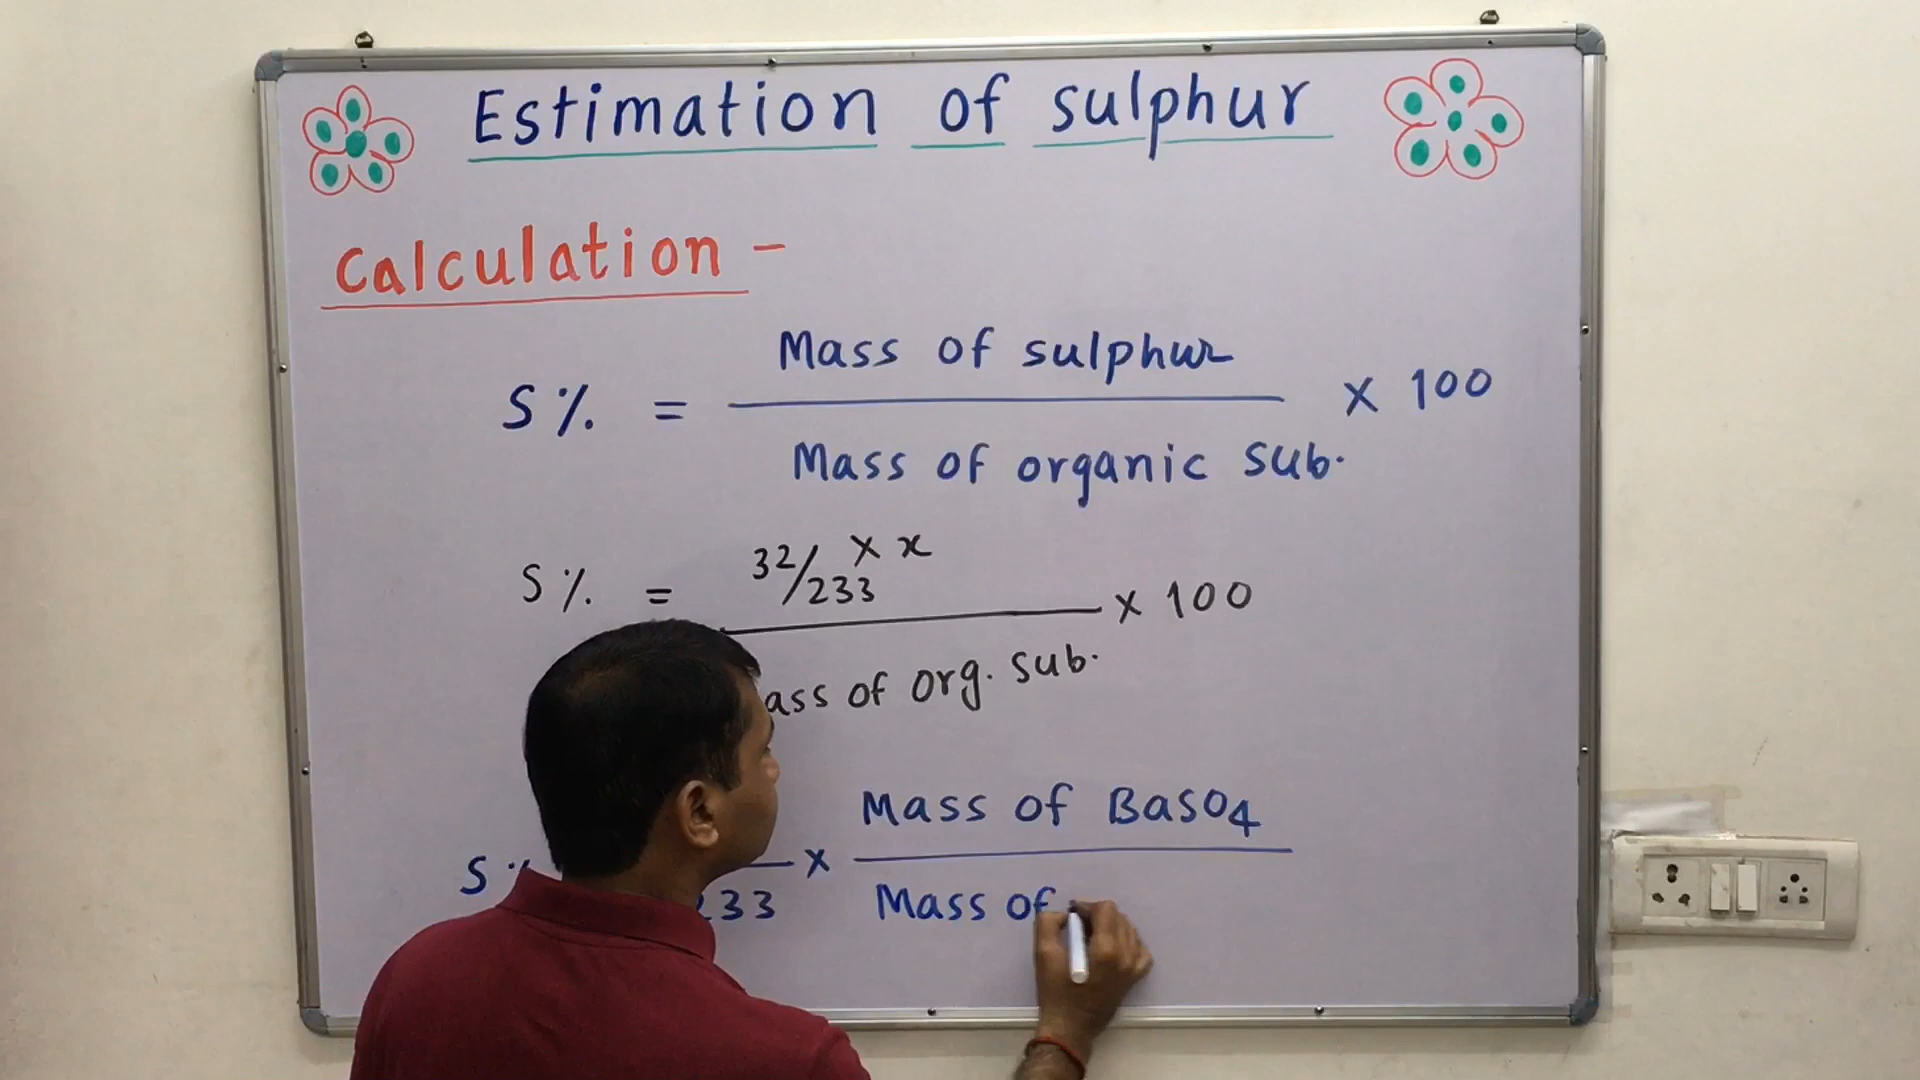 Estimation of sulphur
Calculation -
Mass of sulphur
S % = × 100
Mass of organic sub.
32/233 × x
S % = × 100
ass of org. sub.
Mass of BaSO4
S % ×
233 Mass of